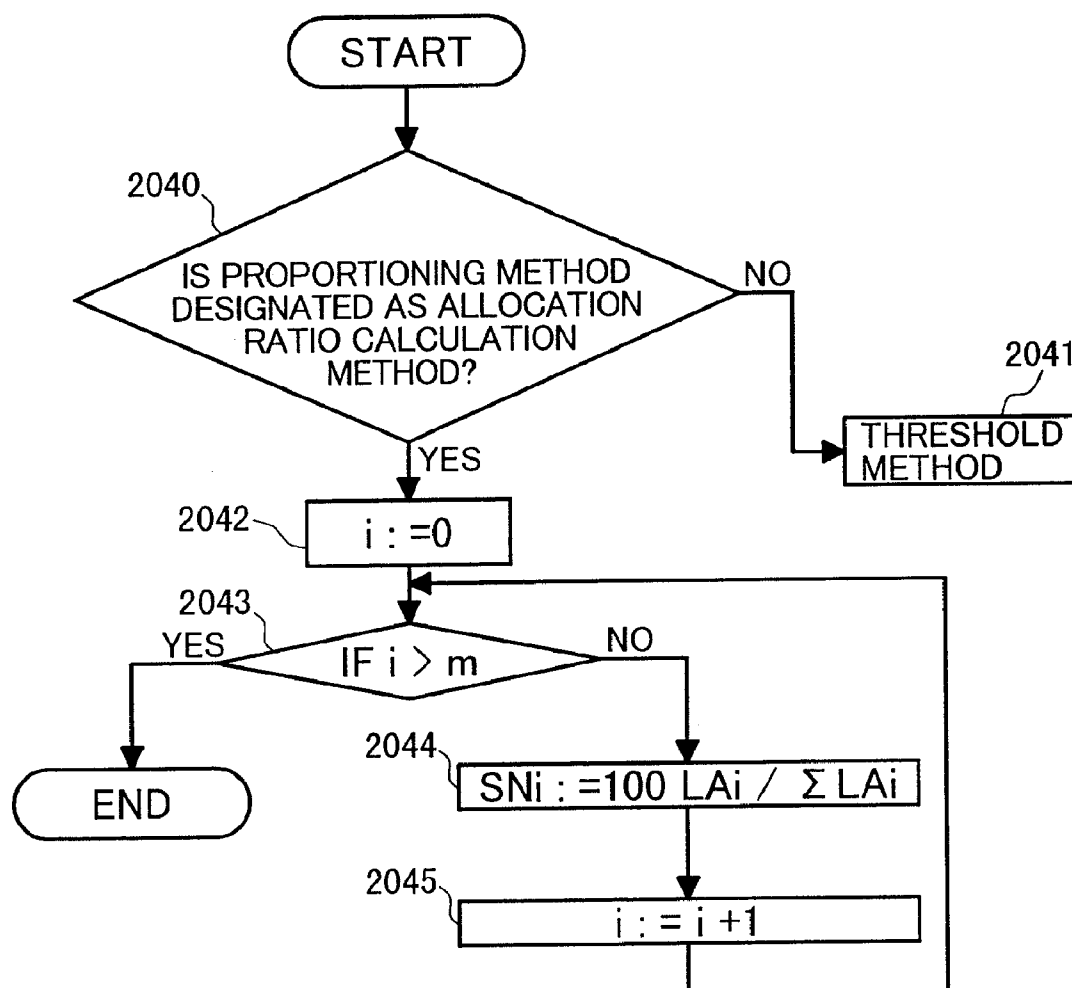 START
2040
IS PROPORTIONING METHOD
DESIGNATED AS ALLOCATION
RATIO CALCULATION
METHOD?
NO
2041
THRESHOLD
METHOD
YES
2042
i : =0
2043
YES
IF i > m
NO
2044
SNi : =100 LAi / Σ LAi
END
2045
i : = i +1